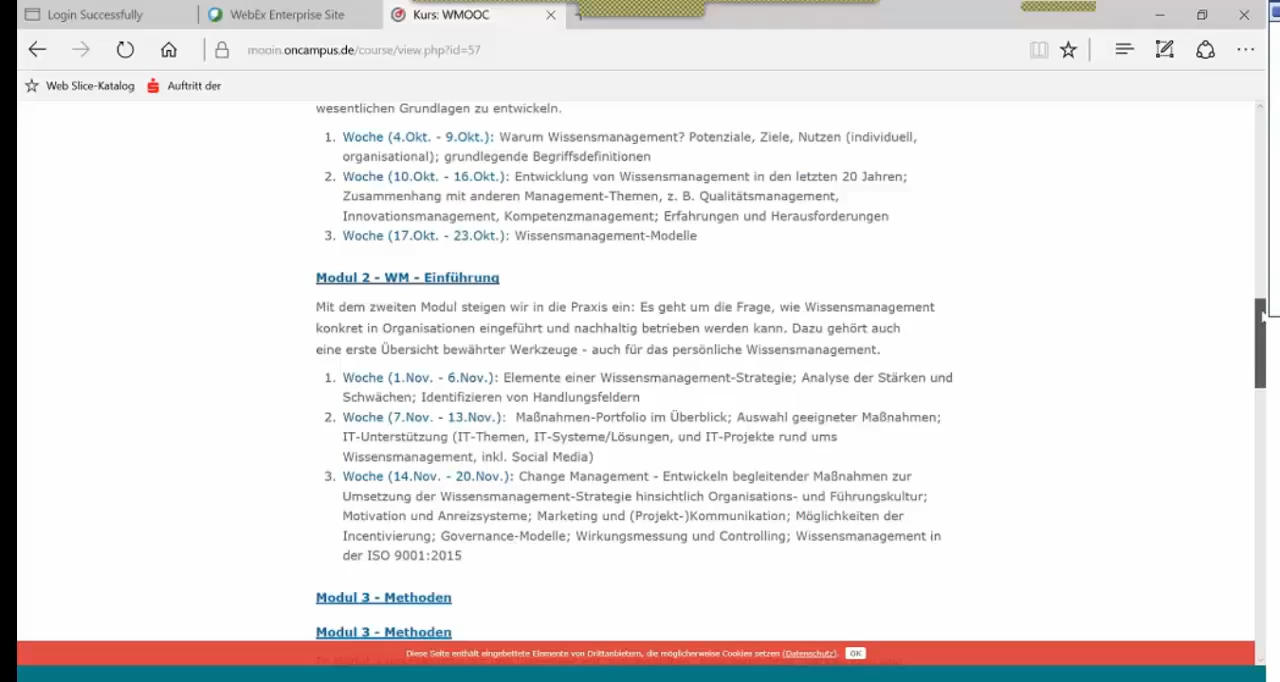 Login Successfully
WebEx Enterprise Site
Kurs: WMOOC
mooin.oncampus.de/course/view.php?id=57
Web Slice-Katalog
Auftritt der
wesentlichen Grundlagen zu entwickeln.
1. Woche (4.Okt. - 9.Okt.): Warum Wissensmanagement? Potenziale, Ziele, Nutzen (individuell,
organisational); grundlegende Begriffsdefinitionen
2. Woche (10.Okt. - 16.Okt.): Entwicklung von Wissensmanagement in den letzten 20 Jahren;
Zusammenhang mit anderen Management-Themen, z. B. Qualitätsmanagement,
Innovationsmanagement, Kompetenzmanagement; Erfahrungen und Herausforderungen
3. Woche (17.Okt. - 23.Okt.): Wissensmanagement-Modelle
Modul 2 - WM - Einführung
Mit dem zweiten Modul steigen wir in die Praxis ein: Es geht um die Frage, wie Wissensmanagement
konkret in Organisationen eingeführt und nachhaltig betrieben werden kann. Dazu gehört auch
eine erste Übersicht bewährter Werkzeuge - auch für das persönliche Wissensmanagement.
1. Woche (1.Nov. - 6.Nov.): Elemente einer Wissensmanagement-Strategie; Analyse der Stärken und
Schwächen; Identifizieren von Handlungsfeldern
2. Woche (7.Nov. - 13.Nov.): Maßnahmen-Portfolio im Überblick; Auswahl geeigneter Maßnahmen;
IT-Unterstützung (IT-Themen, IT-Systeme/Lösungen, und IT-Projekte rund ums
Wissensmanagement, inkl. Social Media)
3. Woche (14.Nov. - 20.Nov.): Change Management - Entwickeln begleitender Maßnahmen zur
Umsetzung der Wissensmanagement-Strategie hinsichtlich Organisations- und Führungskultur;
Motivation und Anreizsysteme; Marketing und (Projekt-)Kommunikation; Möglichkeiten der
Incentivierung; Governance-Modelle; Wirkungsmessung und Controlling; Wissensmanagement in
der ISO 9001:2015
Modul 3 - Methoden
Modul 3 - Methoden
Diese Seite enthält eingebettete Elemente von Drittanbietern, die möglicherweise Cookies setzen (Datenschutz). OK